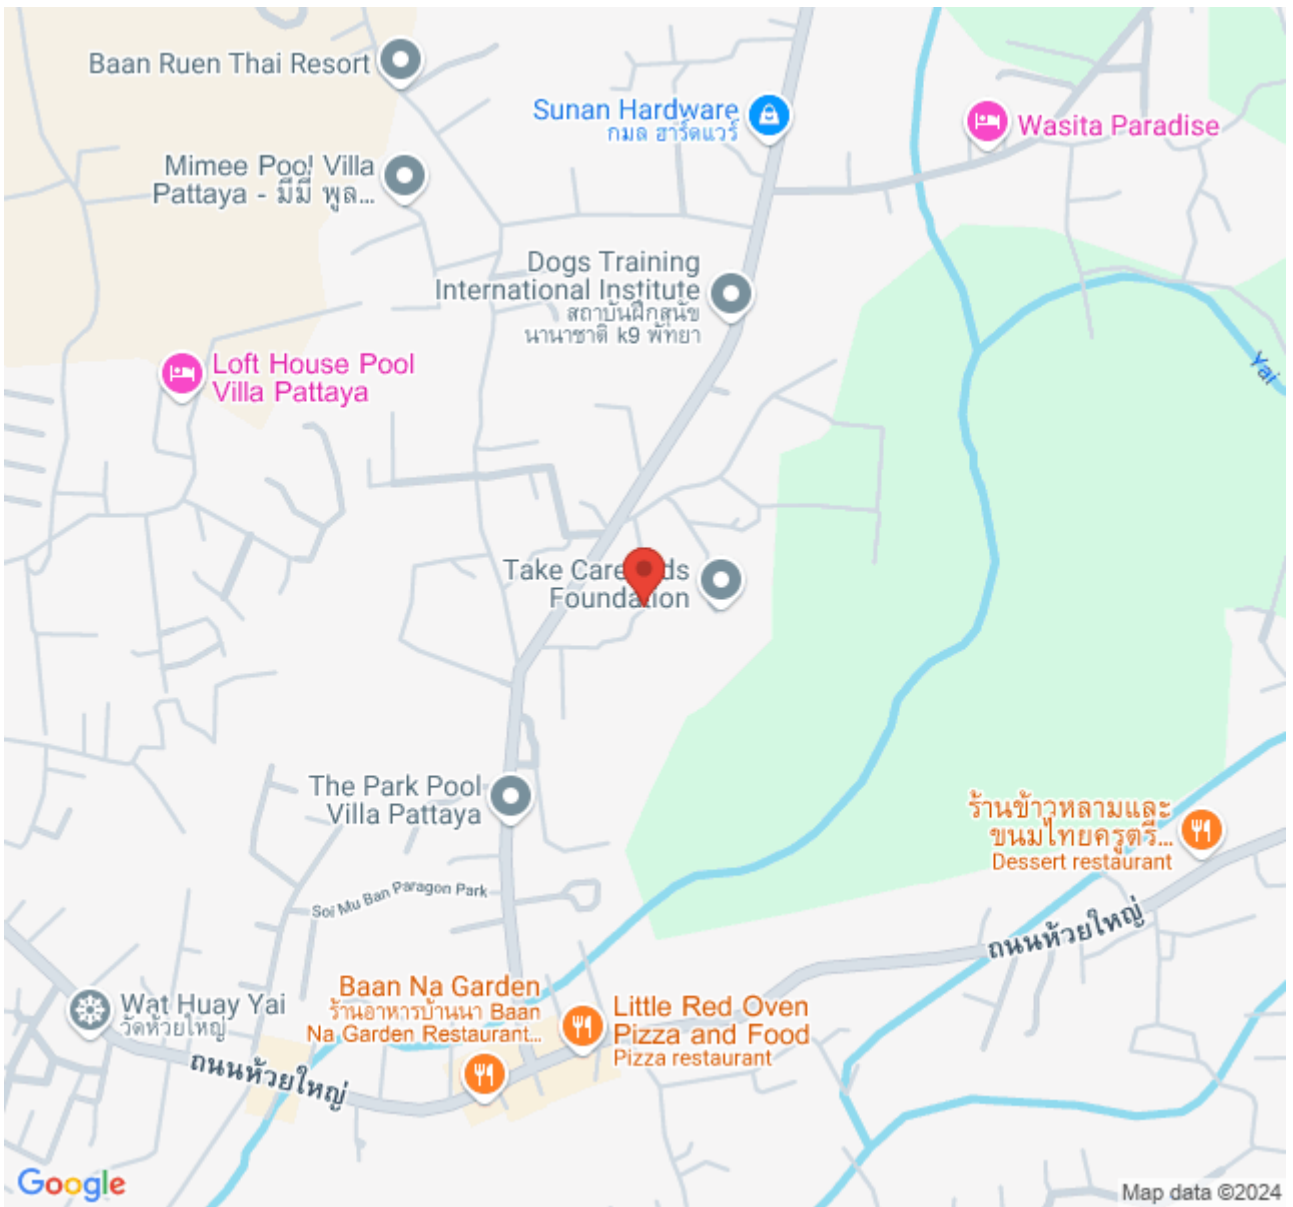 Baan Ruen Thai Resort
Sunan Hardware
กมล ฮาร์ดแวร์
Wasita Paradise
Mimee Pool Villa
Pattaya - มีมี พูล...
Dogs Training
International Institute
สถาบันฝึกสุนัข
นานาชาติ k9 พัทยา
Loft House Pool
Villa Pattaya
Yai
Take Care
ds
Foundation
The Park Pool
Villa Pattaya
ร้านข้าวหลามและ
ขนมไทยครูตรี...
Dessert restaurant
Soi Mu Ban Paragon Park
ถนนห้วยใหญ่
Baan Na Garden
ร้านอาหารบ้านนา Baan
Na Garden Restaurant...
Little Red Oven
Pizza and Food
Pizza restaurant
Wat Huay Yai
วัดห้วยใหญ่
ถนนห้วยใหญ่
Google
Map data ©2024